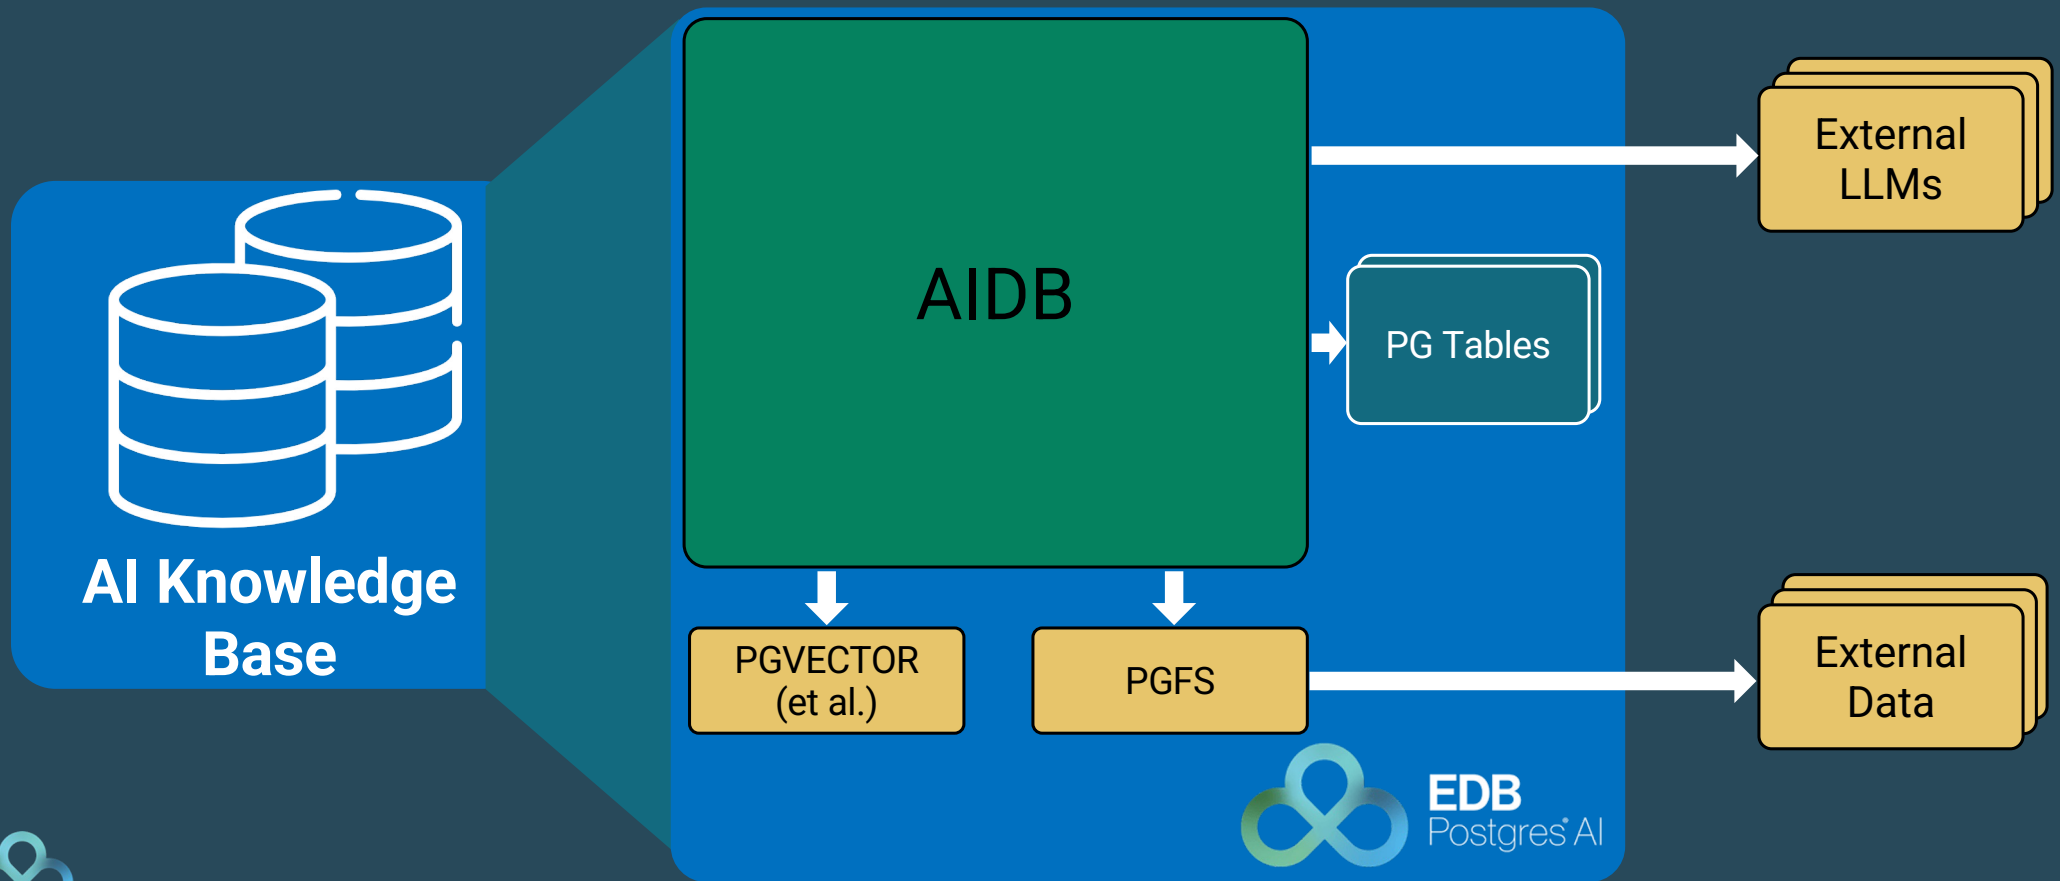 AI Knowledge
Base
AIDB
External
LLMs
PG Tables
PGVECTOR
(et al.)
PGFS
External
Data
EDB
Postgres® AI